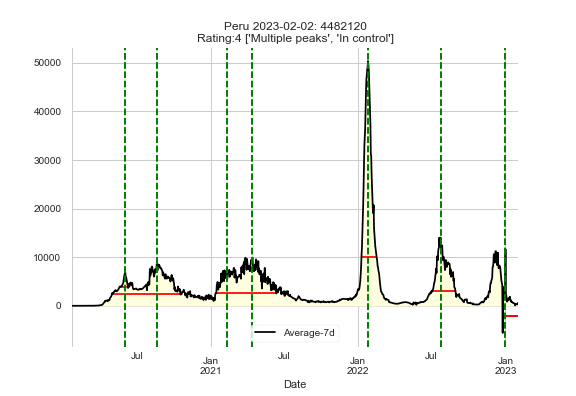 Peru 2023-02-02: 4482120
Rating:4 ['Multiple peaks', 'In control']
50000
40000
30000
20000
10000
0
Average-7d
Jul
Jan
2021
Jul
Jan
2022
Jul
Jan
2023
Date